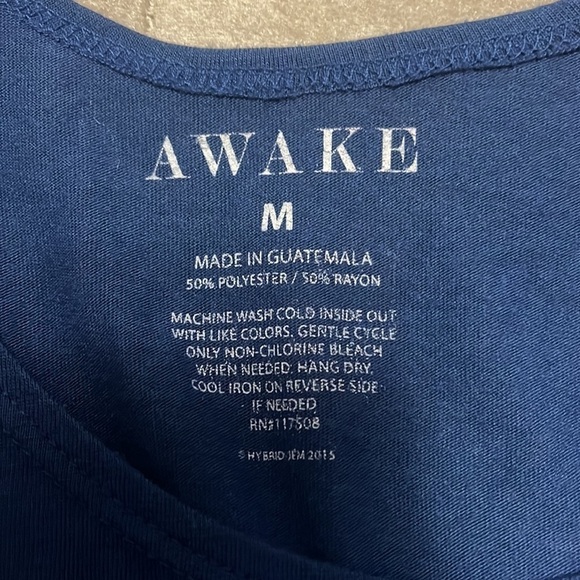 AWAKE
M
MADE IN GUATEMALA
50% POLYESTER / 50% RAYON
MACHINE WASH COLD INSIDE OUT
WITH LIKE COLORS. GENTLE CYCLE
ONLY NON-CHLORINE BLEACH
WHEN NEEDED. HANG DRY.
COOL IRON ON REVERSE SIDE
IF NEEDED
RN#117508
© HYBRID JEM 2015